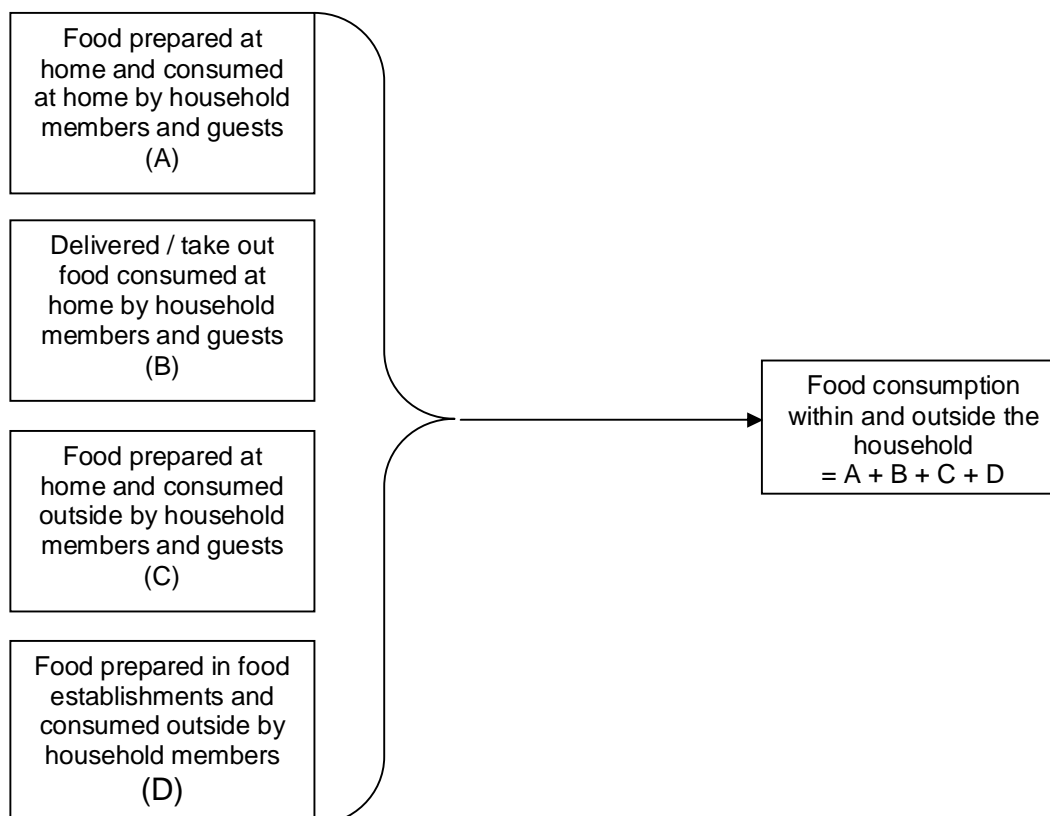 Food prepared at
home and consumed
at home by household
members and guests
(A)
Delivered / take out
food consumed at
home by household
members and guests
(B)
Food prepared at
home and consumed
outside by household
members and guests
(C)
Food prepared in food
establishments and
consumed outside by
household members
(D)
Food consumption
within and outside the
household
= A + B + C + D